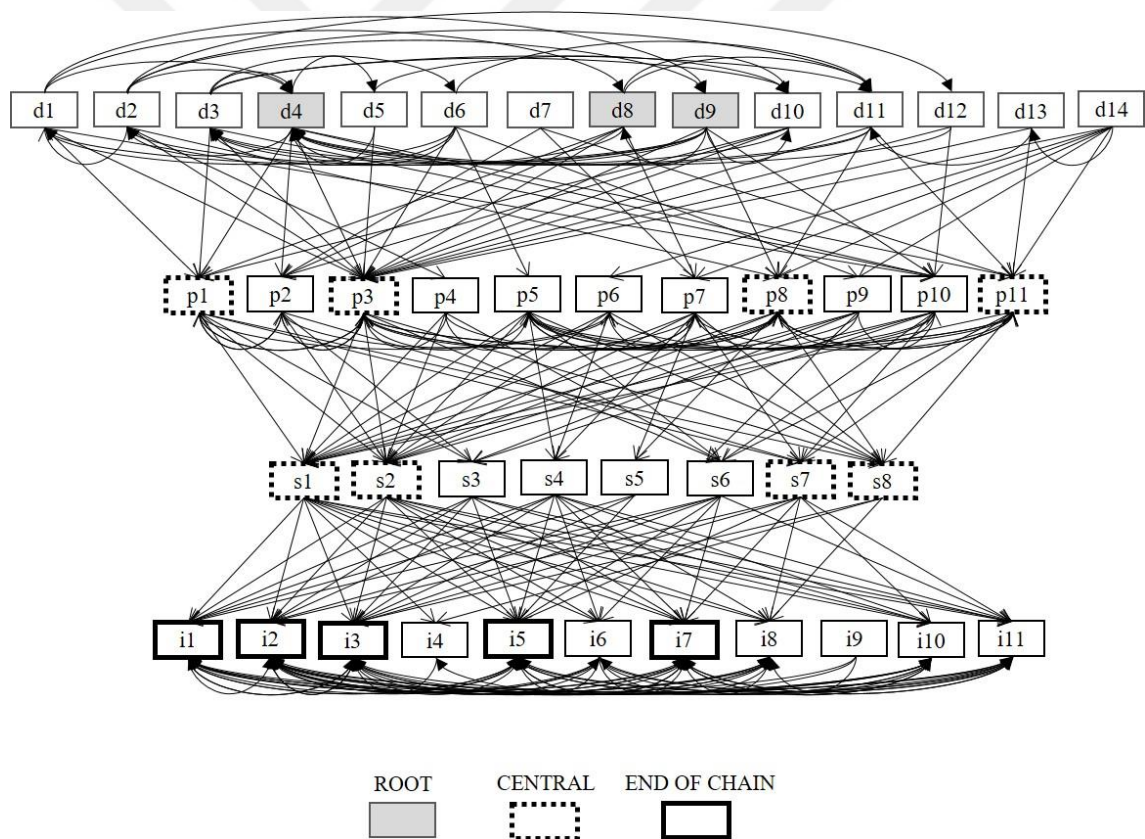 d1 d2 d3 d4 d5 d6 d7 d8 d9 d10 d11 d12 d13 d14
p1 p2 p3 p4 p5 p6 p7 p8 p9 p10 p11
s1 s2 s3 s4 s5 s6 s7 s8
i1 i2 i3 i4 i5 i6 i7 i8 i9 i10 i11
ROOT CENTRAL END OF CHAIN